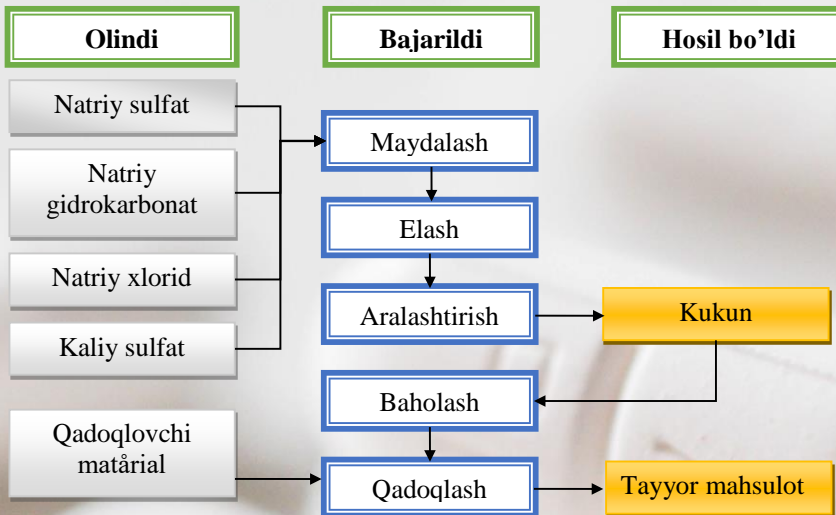 Olindi
Bajarildi
Hosil bo’ldi
Natriy sulfat
Natriy
gidrokarbonat
Natriy xlorid
Kaliy sulfat
Qadoqlovchi
matårial
Maydalash
Elash
Aralashtirish
Baholash
Qadoqlash
Kukun
Tayyor mahsulot